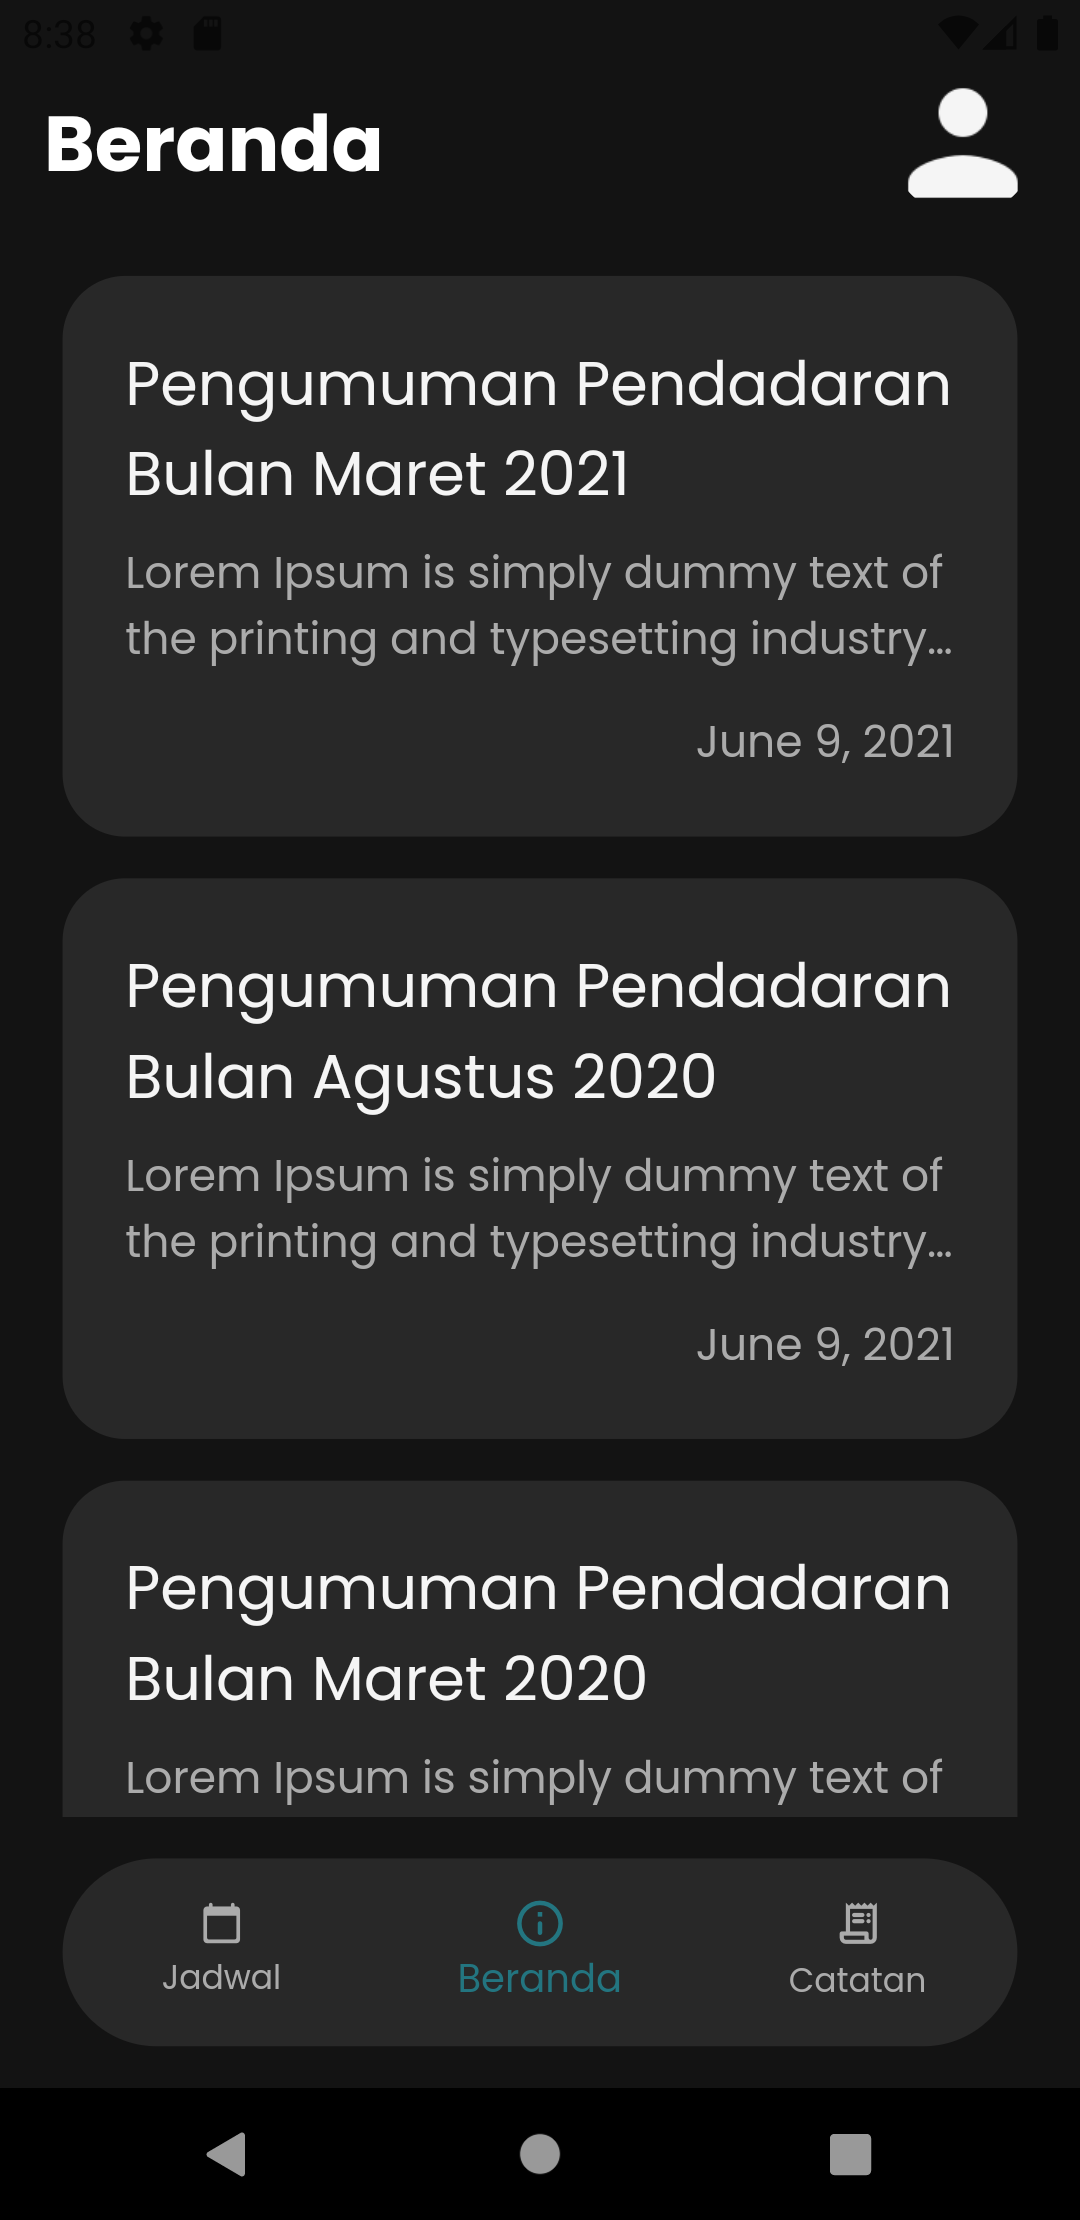 8:38
Beranda
Pengumuman Pendadaran
Bulan Maret 2021
Lorem Ipsum is simply dummy text of
the printing and typesetting industry...
June 9, 2021
Pengumuman Pendadaran
Bulan Agustus 2020
Lorem Ipsum is simply dummy text of
the printing and typesetting industry...
June 9, 2021
Pengumuman Pendadaran
Bulan Maret 2020
Lorem Ipsum is simply dummy text of
Jadwal
Beranda
Catatan